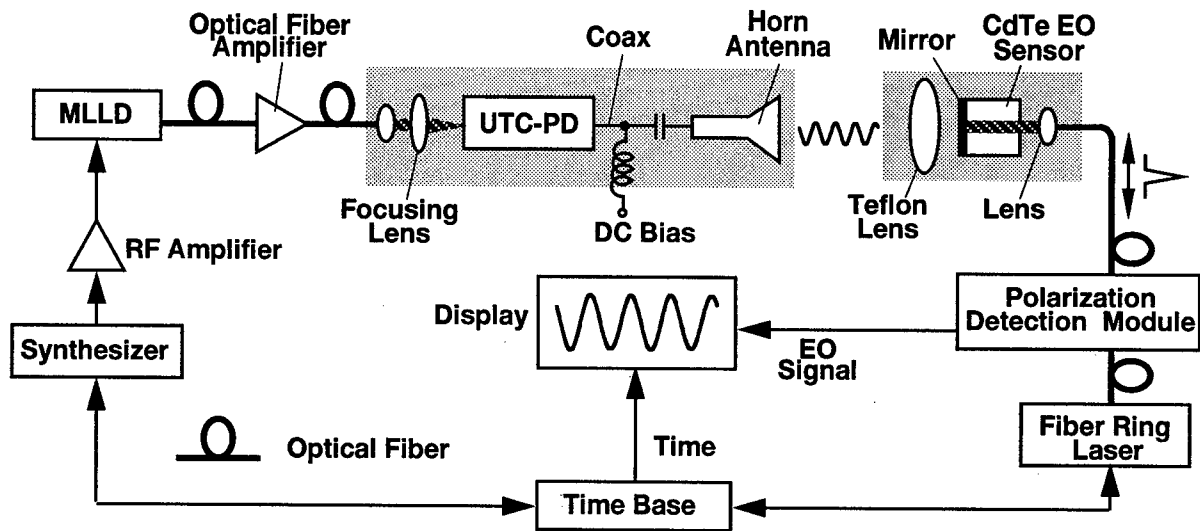 Optical Fiber
Amplifier
Coax
Horn
Antenna
Mirror
CdTe EO
Sensor
MLLD
UTC-PD
Focusing
Lens
DC Bias
Teflon
Lens
Lens
RF Amplifier
Display
Polarization
Detection Module
Synthesizer
EO
Signal
Optical Fiber
Time
Fiber Ring
Laser
Time Base